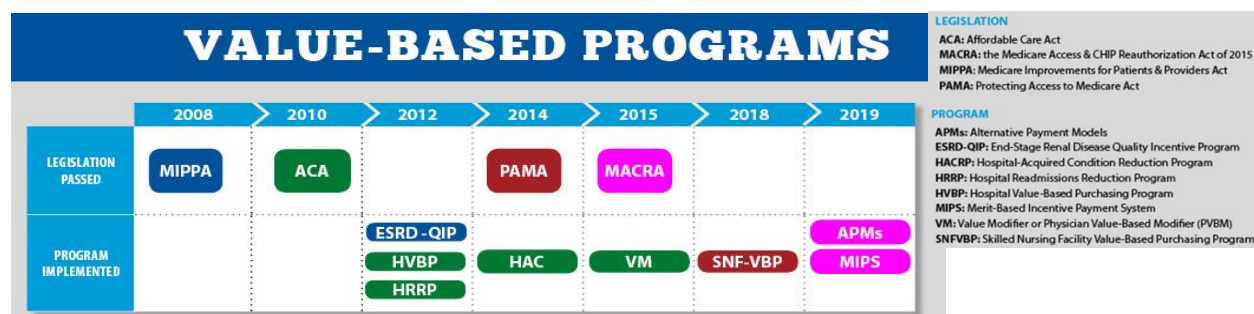 VALUE-BASED PROGRAMS
2008 2010 2012 2014 2015 2018 2019
LEGISLATION
PASSED
MIPPA ACA PAMA MACRA
PROGRAM
IMPLEMENTED
ESRD -QIP APMs
HVBP HAC VM SNF-VBP MIPS
HRRP
LEGISLATION
ACA: Affordable Care Act
MACRA: the Medicare Access & CHIP Reauthorization Act of 2015
MIPPA: Medicare Improvements for Patients & Providers Act
PAMA: Protecting Access to Medicare Act
PROGRAM
APMs: Alternative Payment Models
ESRD-QIP: End-Stage Renal Disease Quality Incentive Program
HACRP: Hospital-Acquired Condition Reduction Program
HRRP: Hospital Readmissions Reduction Program
HVBP: Hospital Value-Based Purchasing Program
MIPS: Merit-Based Incentive Payment System
VM: Value Modifier or Physician Value-Based Modifier (PVBM)
SNFVBP: Skilled Nursing Facility Value-Based Purchasing Program